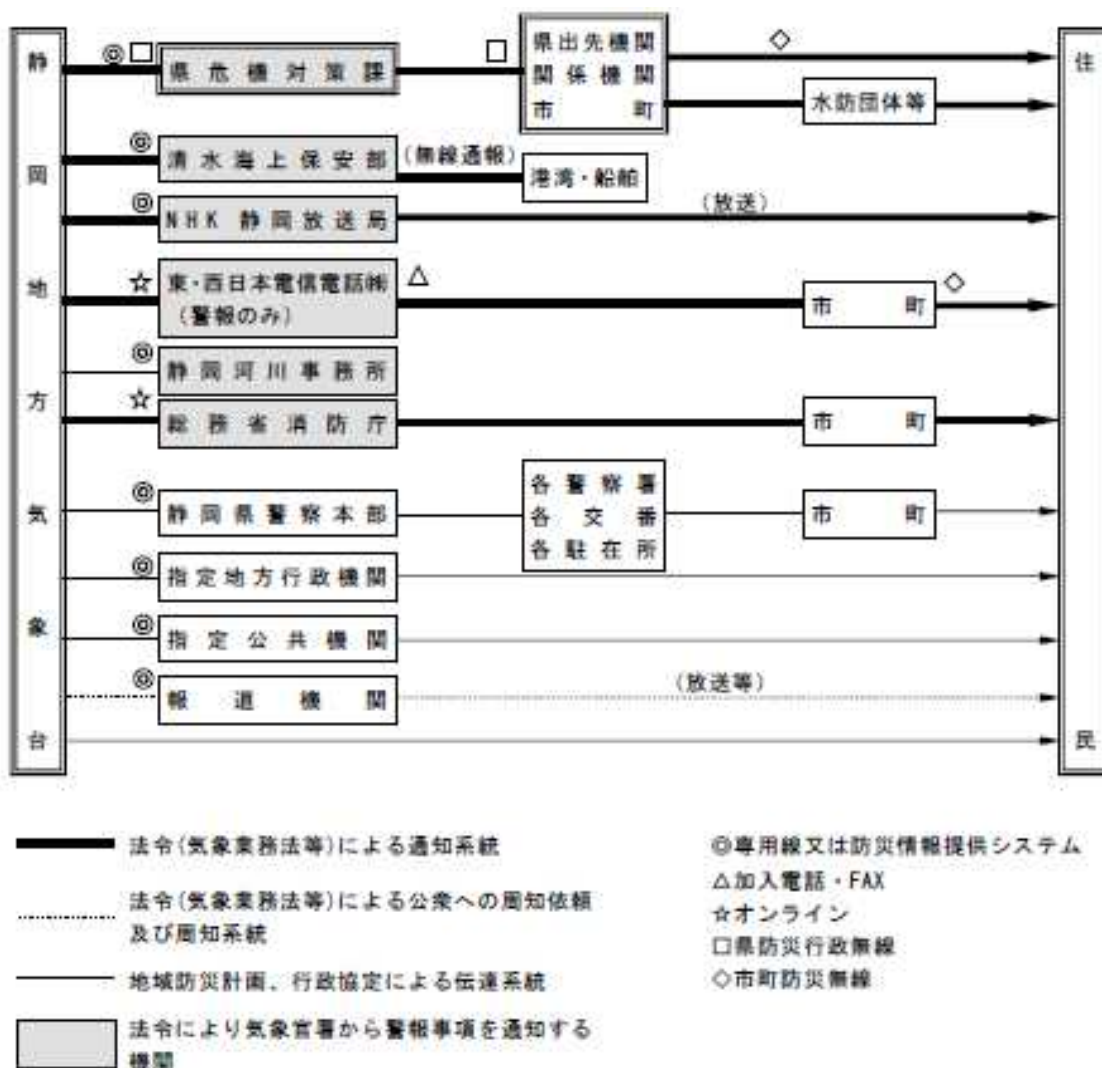 静岡地方気象台
◎□
県危機対策課
□
県出先機関
関係機関
市町
◇
水防団体等
住民
◎
清水海上保安部
(無線通報)
港湾・船舶
◎
NHK 静岡放送局
(放送)
☆
東・西日本電信電話㈱
(警報のみ)
△
市町
◇
◎
静岡河川事務所
☆
総務省消防庁
市町
◎
静岡県警察本部
各警察署
各交番
各駐在所
市町
◎
指定地方行政機関
◎
指定公共機関
◎
報道機関
(放送等)
法令(気象業務法等)による通知系統
法令(気象業務法等)による公衆への周知依頼
及び周知系統
地域防災計画、行政協定による伝達系統
法令により気象官署から警報事項を通知する
機関
◎専用線又は防災情報提供システム
△加入電話・FAX
☆オンライン
□県防災行政無線
◇市町防災無線